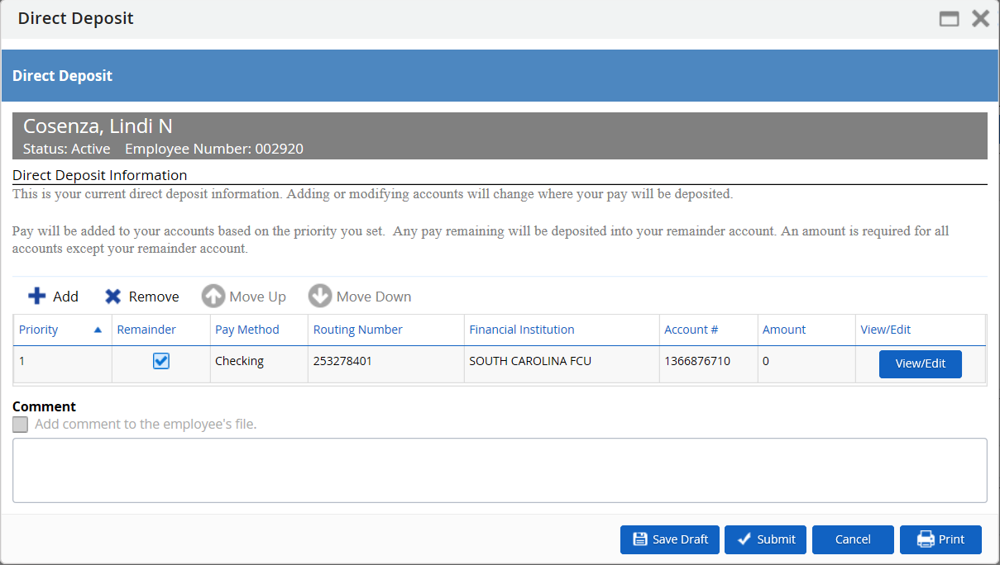 Direct Deposit
Direct Deposit
Cosenza, Lindi N
Status: Active Employee Number: 002920
Direct Deposit Information
This is your current direct deposit information. Adding or modifying accounts will change where your pay will be deposited.
Pay will be added to your accounts based on the priority you set. Any pay remaining will be deposited into your remainder account. An amount is required for all
accounts except your remainder account.
Add Remove Move Up Move Down
Priority Remainder Pay Method Routing Number Financial Institution Account # Amount View/Edit
1 Checking 253278401 SOUTH CAROLINA FCU 1366876710 0 View/Edit
Comment
Add comment to the employee's file.
Save Draft Submit Cancel Print